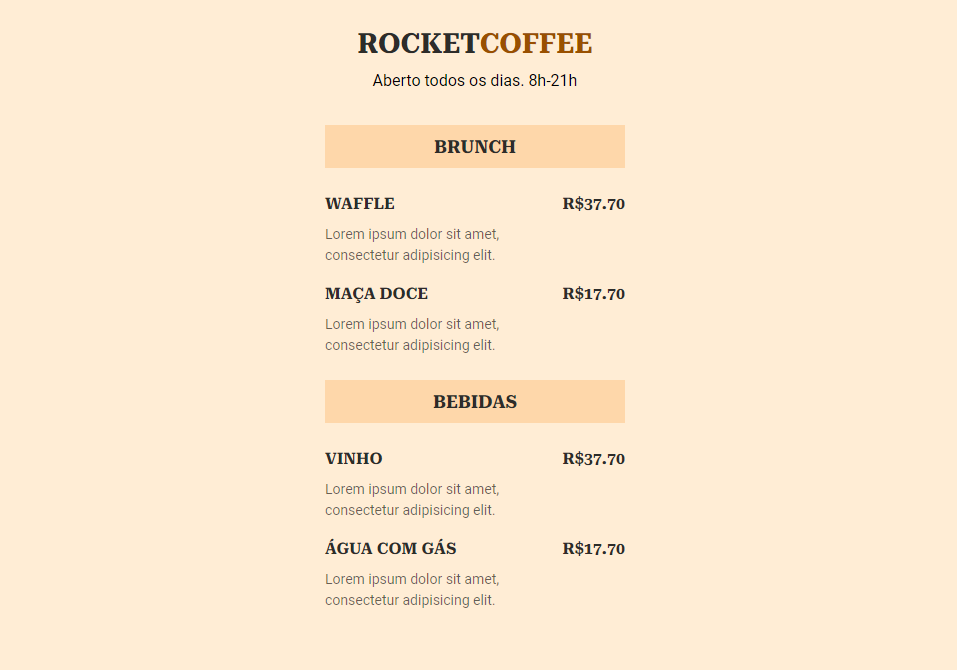 ROCKETCOFFEE
Aberto todos os dias. 8h-21h
BRUNCH
WAFFLE R$37.70
Lorem ipsum dolor sit amet,
consectetur adipisicing elit.
MAÇA DOCE R$17.70
Lorem ipsum dolor sit amet,
consectetur adipisicing elit.
BEBIDAS
VINHO R$37.70
Lorem ipsum dolor sit amet,
consectetur adipisicing elit.
ÁGUA COM GÁS R$17.70
Lorem ipsum dolor sit amet,
consectetur adipisicing elit.